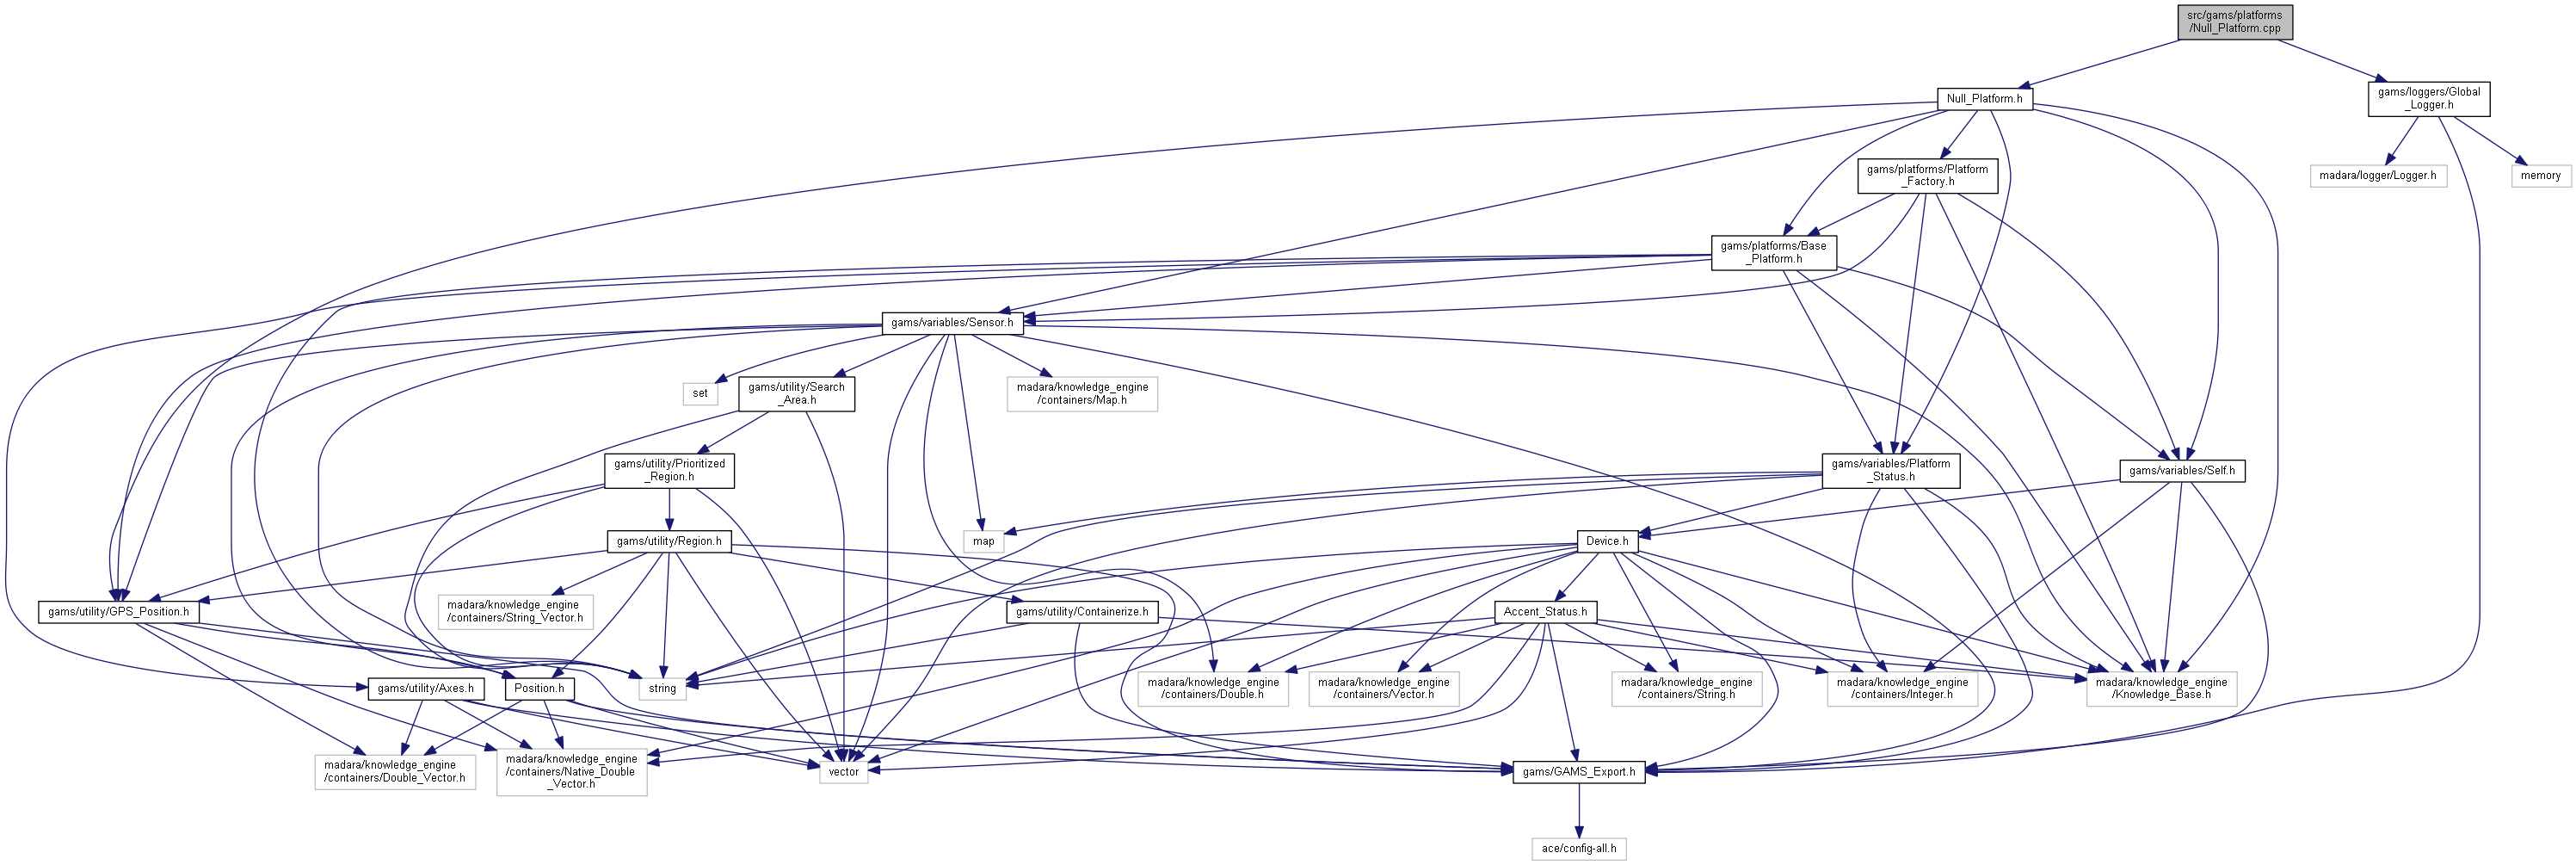 src/gams/platforms
/Null_Platform.cpp
Null_Platform.h
gams/loggers/Global
_Logger.h
gams/platforms/Platform
_Factory.h
madara/logger/Logger.h
memory
gams/platforms/Base
_Platform.h
gams/variables/Sensor.h
set
gams/utility/Search
_Area.h
madara/knowledge_engine
/containers/Map.h
gams/utility/Prioritized
_Region.h
gams/variables/Platform
_Status.h
gams/variables/Self.h
gams/utility/Region.h
map
Device.h
gams/utility/GPS_Position.h
madara/knowledge_engine
/containers/String_Vector.h
gams/utility/Containerize.h
Accent_Status.h
gams/utility/Axes.h
Position.h
string
madara/knowledge_engine
/containers/Double.h
madara/knowledge_engine
/containers/Vector.h
madara/knowledge_engine
/containers/String.h
madara/knowledge_engine
/containers/Integer.h
madara/knowledge_engine
/Knowledge_Base.h
madara/knowledge_engine
/containers/Double_Vector.h
madara/knowledge_engine
/containers/Native_Double
_Vector.h
vector
gams/GAMS_Export.h
ace/config-all.h